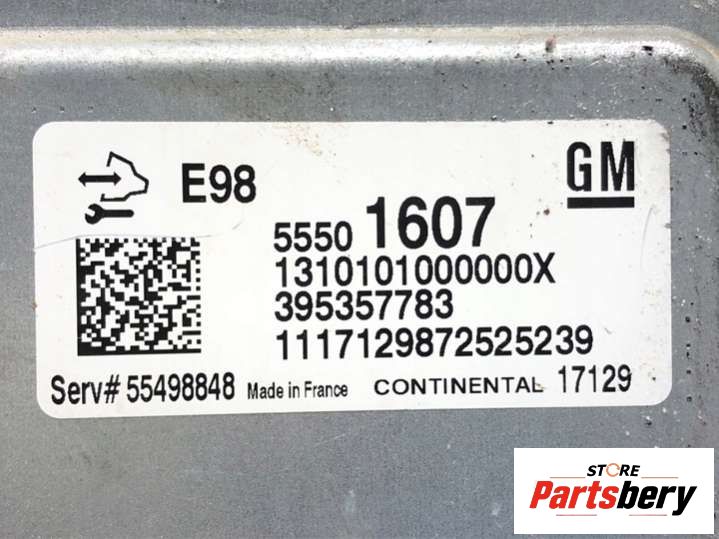 E98
GM
5550 1607
1310101000000X
395357783
1117129872525239
Serv# 55498848 Made in France CONTINENTAL 17129
STORE
Partsbery